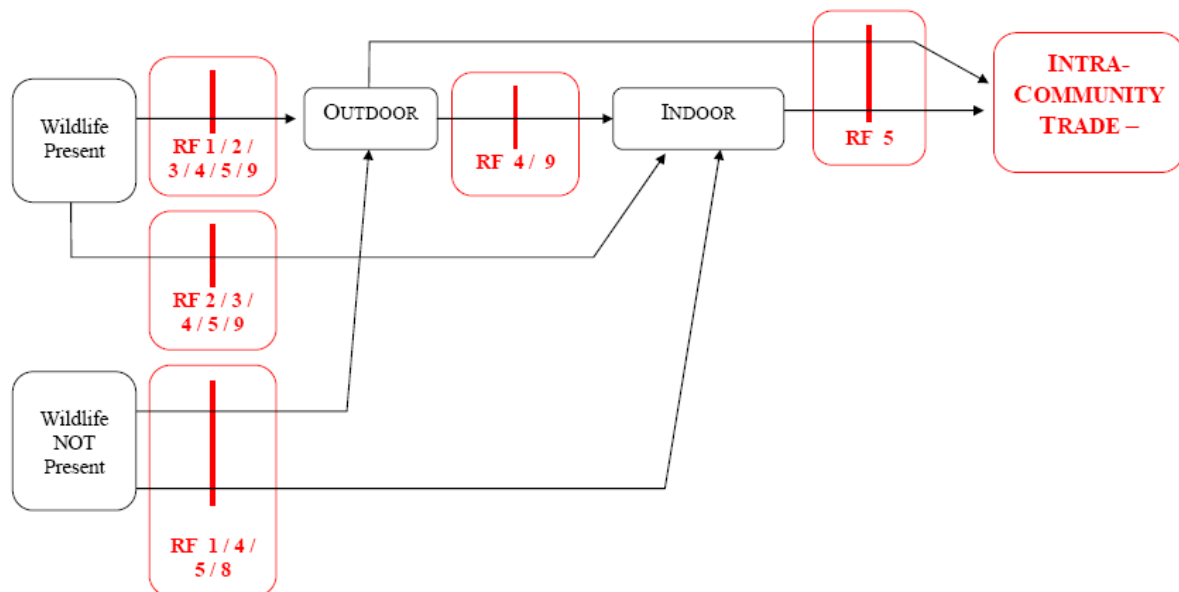 Wildlife
Present
RF 1 / 2 /
3 / 4 / 5 / 9
OUTDOOR
RF 4 / 9
INDOOR
RF 5
INTRA-
COMMUNITY
TRADE –
RF 2 / 3 /
4 / 5 / 9
Wildlife
NOT
Present
RF 1 / 4 /
5 / 8